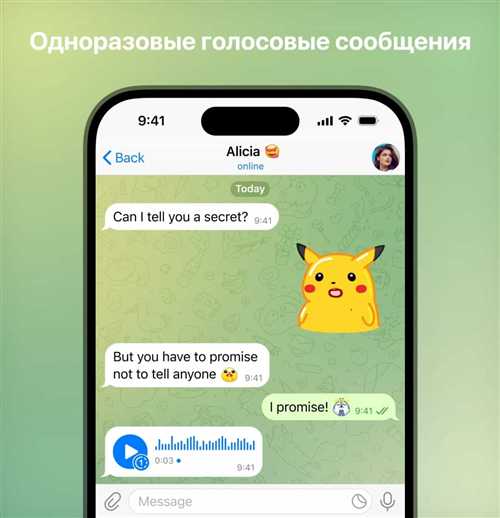 Одноразовые голосовые сообщения
9:41
Back
Alicia
online
Today
Can I tell you a secret? 9:41
But you have to promise
not to tell anyone 9:41
I promise! 9:41
1
0:03
9:41
Message